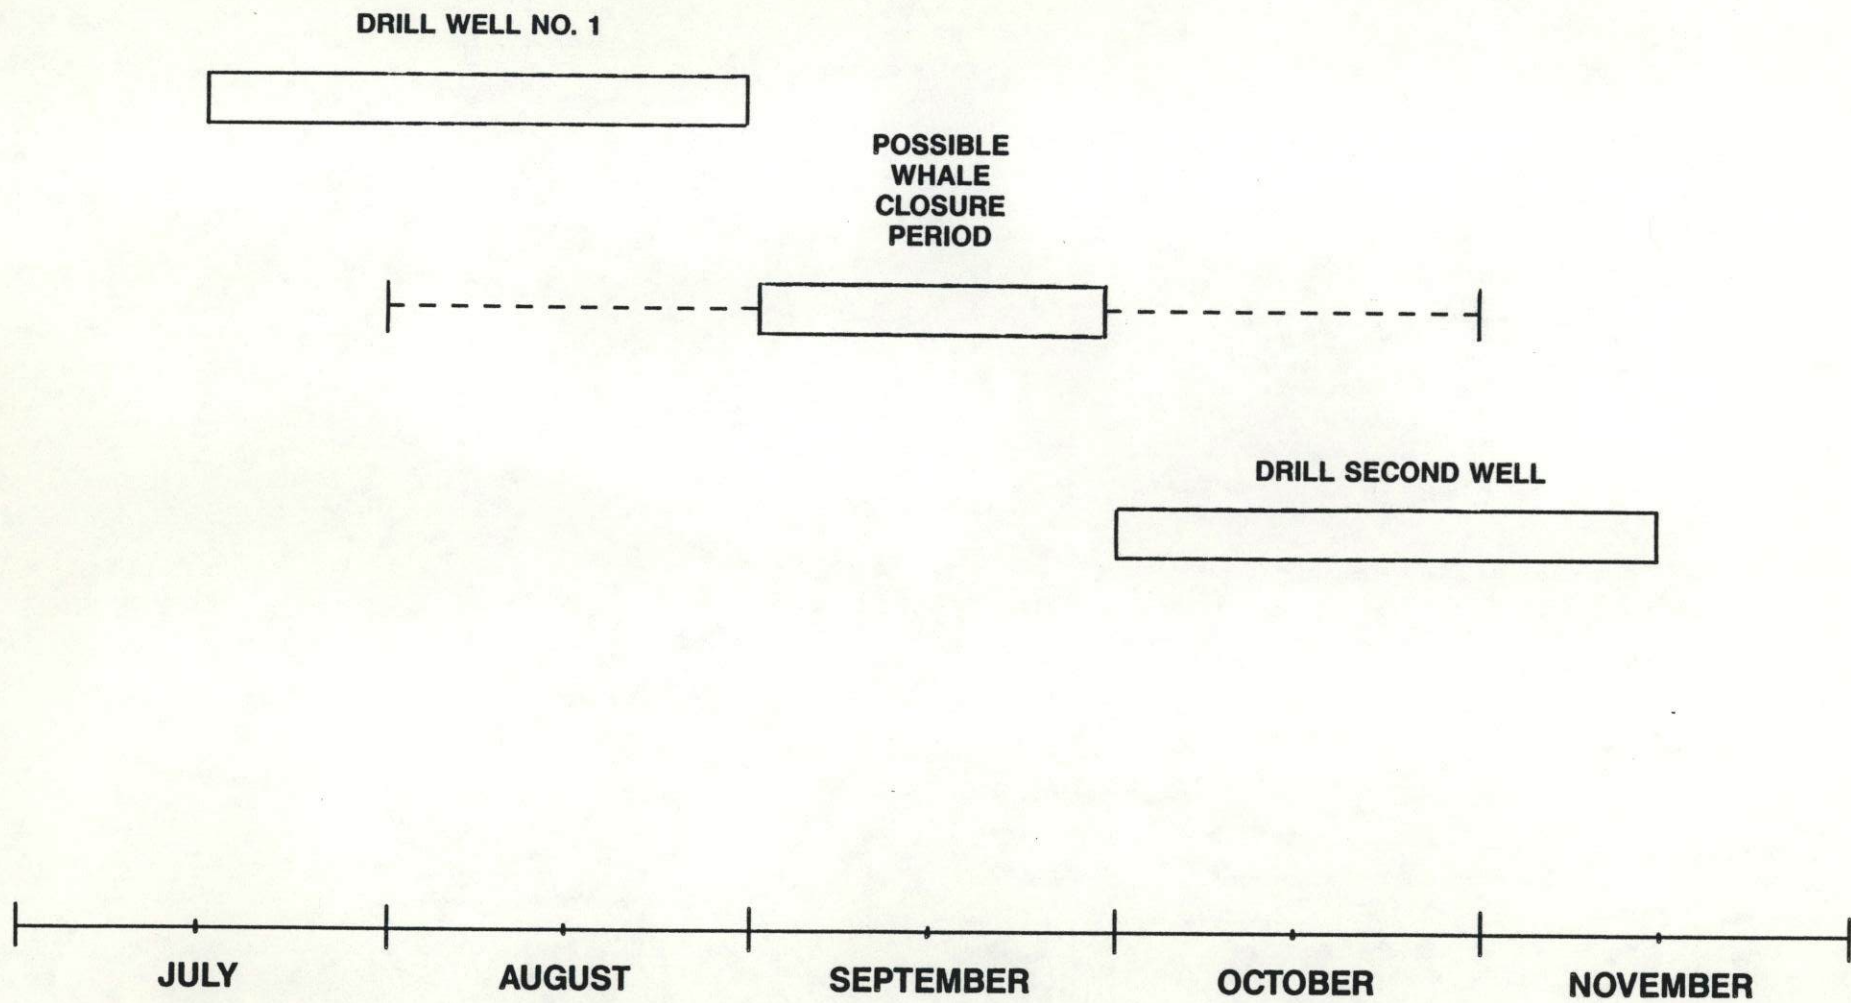 DRILL WELL NO. 1
POSSIBLE
WHALE
CLOSURE
PERIOD
DRILL SECOND WELL
JULY
AUGUST
SEPTEMBER
OCTOBER
NOVEMBER